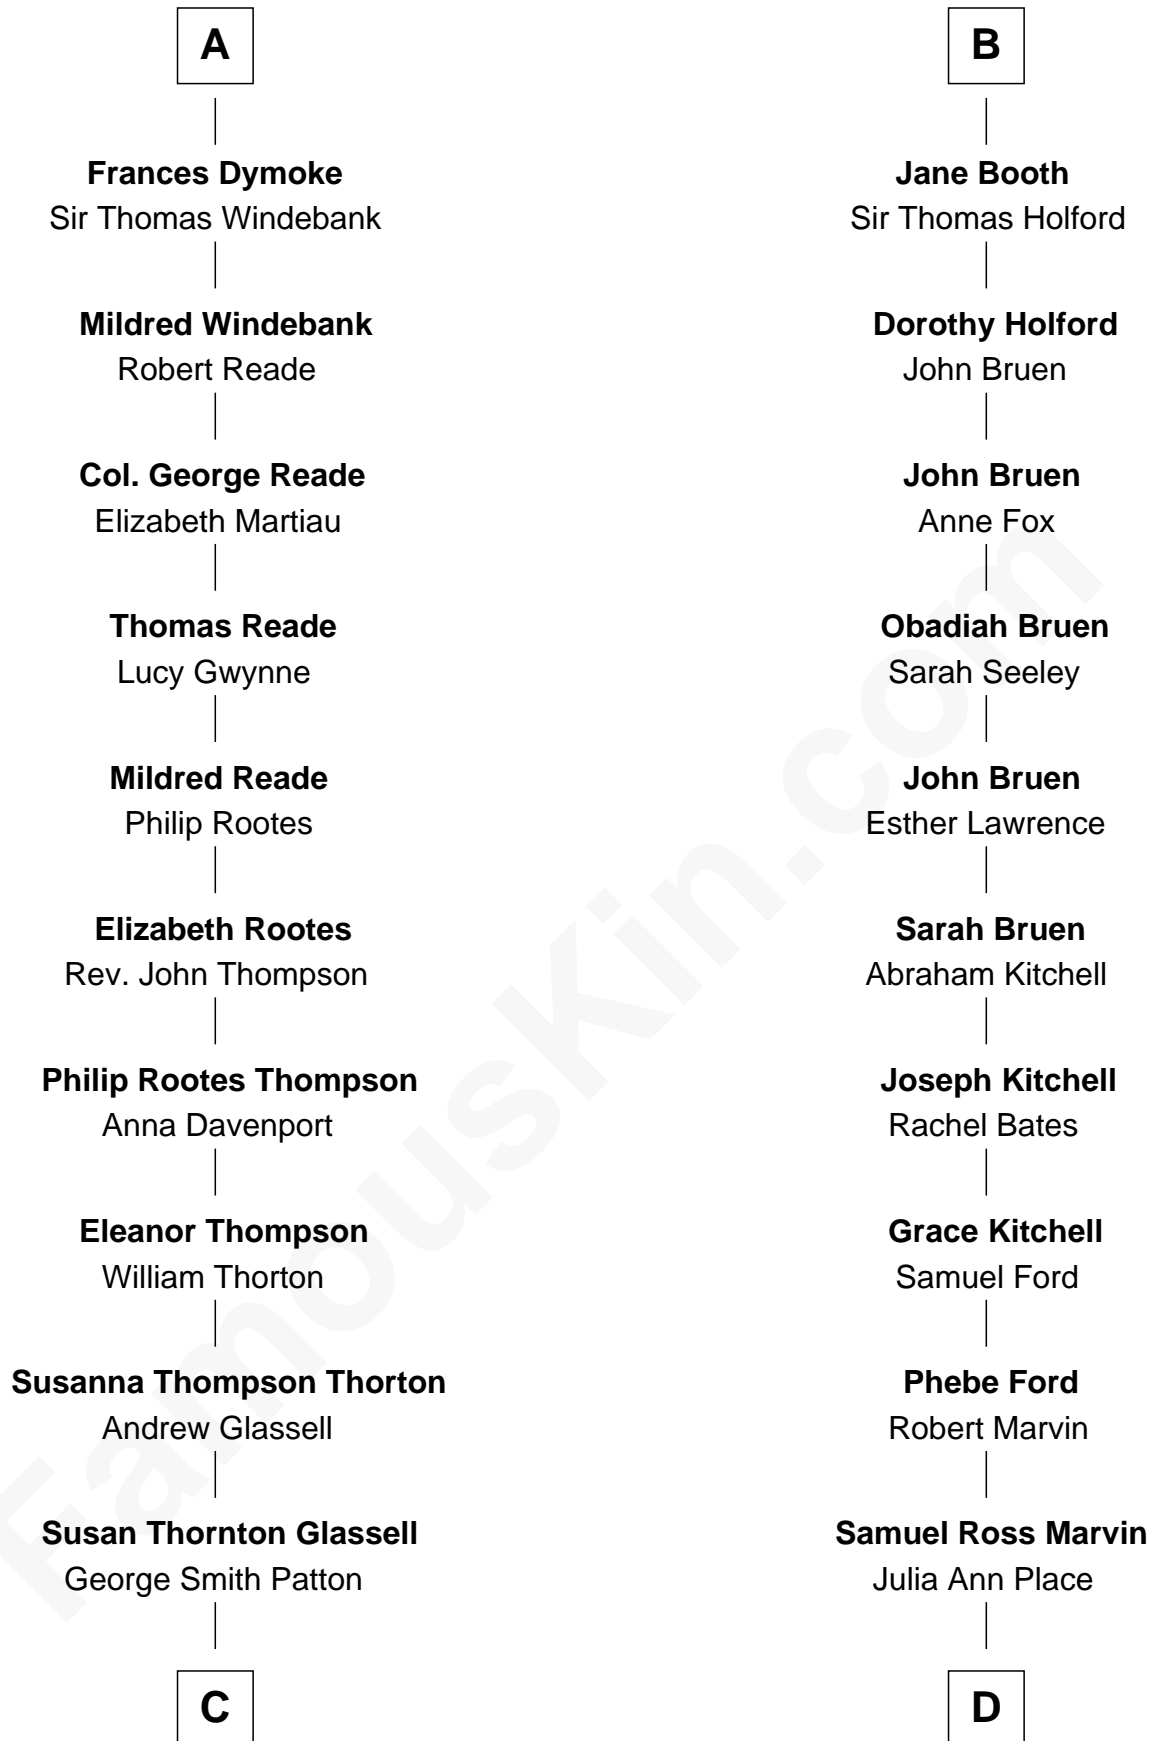 A
Frances Dymoke
Sir Thomas Windebank
Mildred Windebank
Robert Reade
Col. George Reade
Elizabeth Martiau
Thomas Reade
Lucy Gwynne
Mildred Reade
Philip Rootes
Elizabeth Rootes
Rev. John Thompson
Philip Rootes Thompson
Anna Davenport
Eleanor Thompson
William Thorton
Susanna Thompson Thorton
Andrew Glassell
Susan Thornton Glassell
George Smith Patton
C
B
Jane Booth
Sir Thomas Holford
Dorothy Holford
John Bruen
John Bruen
Anne Fox
Obadiah Bruen
Sarah Seeley
John Bruen
Esther Lawrence
Sarah Bruen
Abraham Kitchell
Joseph Kitchell
Rachel Bates
Grace Kitchell
Samuel Ford
Phebe Ford
Robert Marvin
Samuel Ross Marvin
Julia Ann Place
D
FamousKin.com